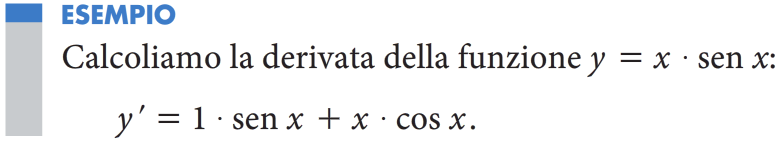 ESEMPIO
Calcoliamo la derivata della funzione y = x · sen x:
y′ = 1 · sen x + x · cos x.